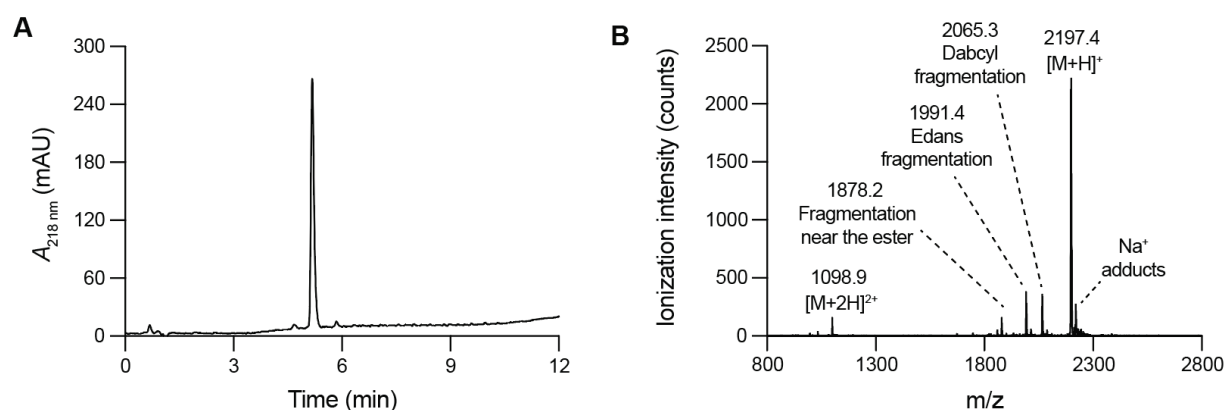 A
300
240
180
120
60
0
A218 nm (mAU)
0
3
6
9
12
Time (min)
B
2500
2000
1500
1000
500
0
Ionization intensity (counts)
2065.3
Dabcyl
fragmentation
2197.4
[M+H]+
1991.4
Edans
fragmentation
1878.2
Fragmentation
near the ester
1098.9
[M+2H]2+
Na+
adducts
800
1300
1800
2300
2800
m/z